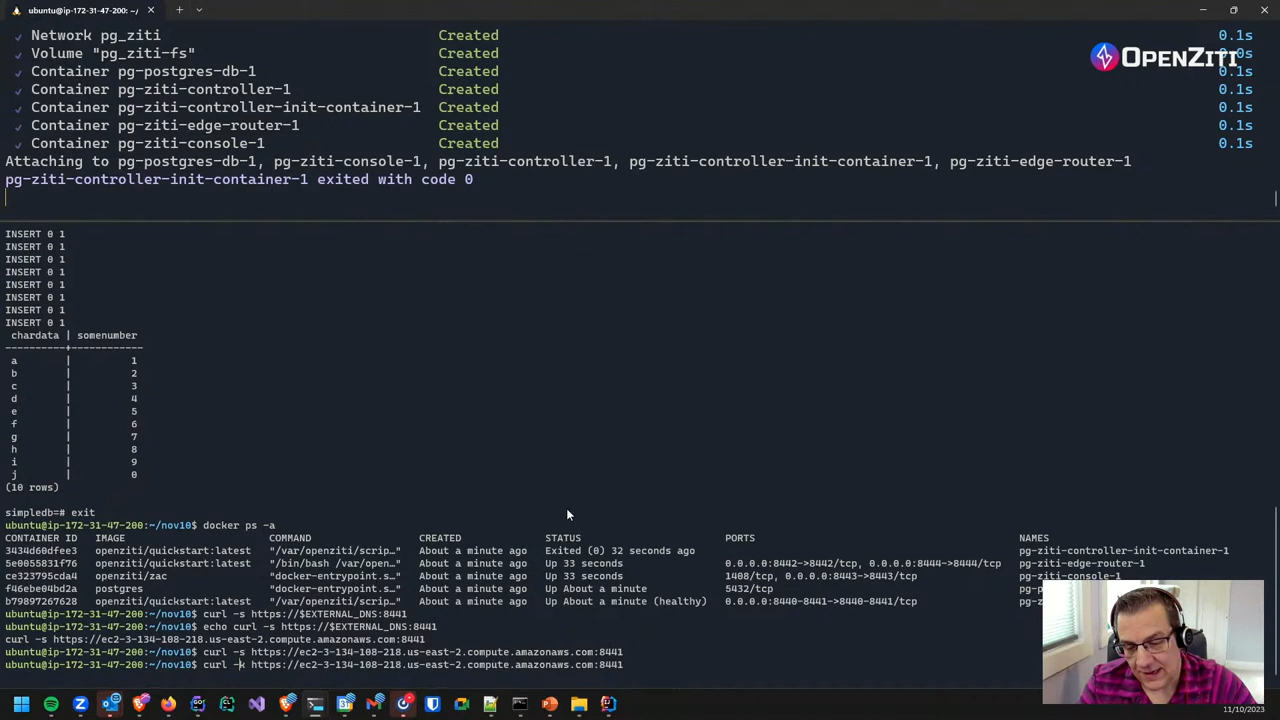 ubuntu@ip-172-31-47-200: ~/
Network pg_ziti Created 0.1s
Volume "pg_ziti-fs" Created 0.0s
OPENZITI
Container pg-postgres-db-1 Created 0.1s
Container pg-ziti-controller-1 Created 0.1s
Container pg-ziti-controller-init-container-1 Created 0.1s
Container pg-ziti-edge-router-1 Created 0.1s
Container pg-ziti-console-1 Created 0.1s
Attaching to pg-postgres-db-1, pg-ziti-console-1, pg-ziti-controller-1, pg-ziti-controller-init-container-1, pg-ziti-edge-router-1
pg-ziti-controller-init-container-1 exited with code 0
INSERT 0 1
INSERT 0 1
INSERT 0 1
INSERT 0 1
INSERT 0 1
INSERT 0 1
INSERT 0 1
INSERT 0 1
chardata | somenumber
----------+------------
a | 1
b | 2
c | 3
d | 4
e | 5
f | 6
g | 7
h | 8
i | 9
j | 0
(10 rows)
simpledb=# exit
ubuntu@ip-172-31-47-200:~/nov10$ docker ps -a
CONTAINER ID IMAGE COMMAND CREATED STATUS PORTS NAMES
3434d60dfee3 openziti/quickstart:latest "/var/openziti/scrip…" About a minute ago Exited (0) 32 seconds ago pg-ziti-controller-init-container-1
5e0055831f76 openziti/quickstart:latest "/bin/bash /var/open…" About a minute ago Up 33 seconds 0.0.0.0:8442->8442/tcp, 0.0.0.0:8444->8444/tcp pg-ziti-edge-router-1
ce323795cda4 openziti/zac "docker-entrypoint.s…" About a minute ago Up 33 seconds 1408/tcp, 0.0.0.0:8443->8443/tcp pg-ziti-console-1
f46ebe04bd2a postgres "docker-entrypoint.s…" About a minute ago Up About a minute 5432/tcp
b79897267628 openziti/quickstart:latest "/var/openziti/scrip…" About a minute ago Up About a minute (healthy) 0.0.0.0:8440-8441->8440-8441/tcp
ubuntu@ip-172-31-47-200:~/nov10$ curl -s https://$EXTERNAL_DNS:8441
ubuntu@ip-172-31-47-200:~/nov10$ echo curl -s https://$EXTERNAL_DNS:8441
curl -s https://ec2-3-134-108-218.us-east-2.compute.amazonaws.com:8441
ubuntu@ip-172-31-47-200:~/nov10$ curl -s https://ec2-3-134-108-218.us-east-2.compute.amazonaws.com:8441
ubuntu@ip-172-31-47-200:~/nov10$ curl -k https://ec2-3-134-108-218.us-east-2.compute.amazonaws.com:8441
11/10/2023